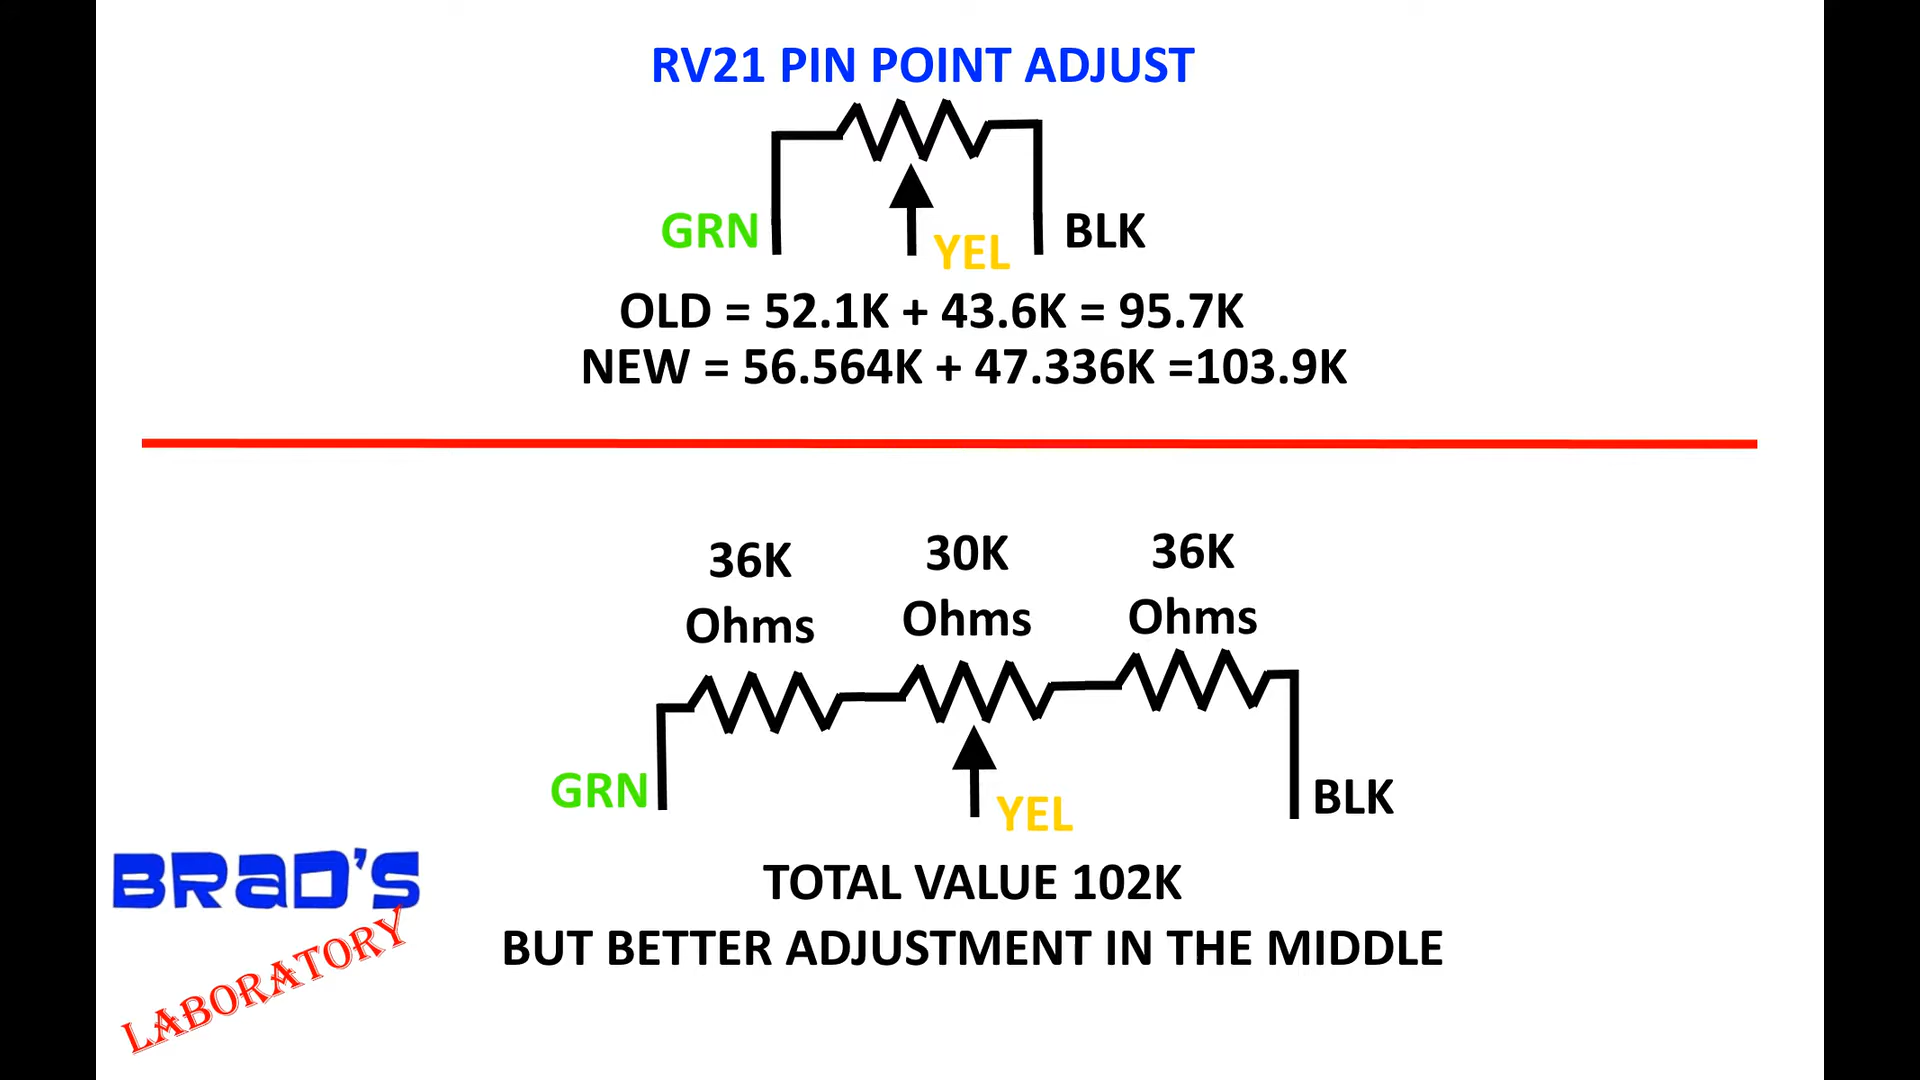 RV21 PIN POINT ADJUST
GRN
YEL
BLK
OLD = 52.1K + 43.6K = 95.7K
NEW = 56.564K + 47.336K =103.9K
36K
Ohms
30K
Ohms
36K
Ohms
GRN
YEL
BLK
TOTAL VALUE 102K
BUT BETTER ADJUSTMENT IN THE MIDDLE
BRaD'S
LABORATORY